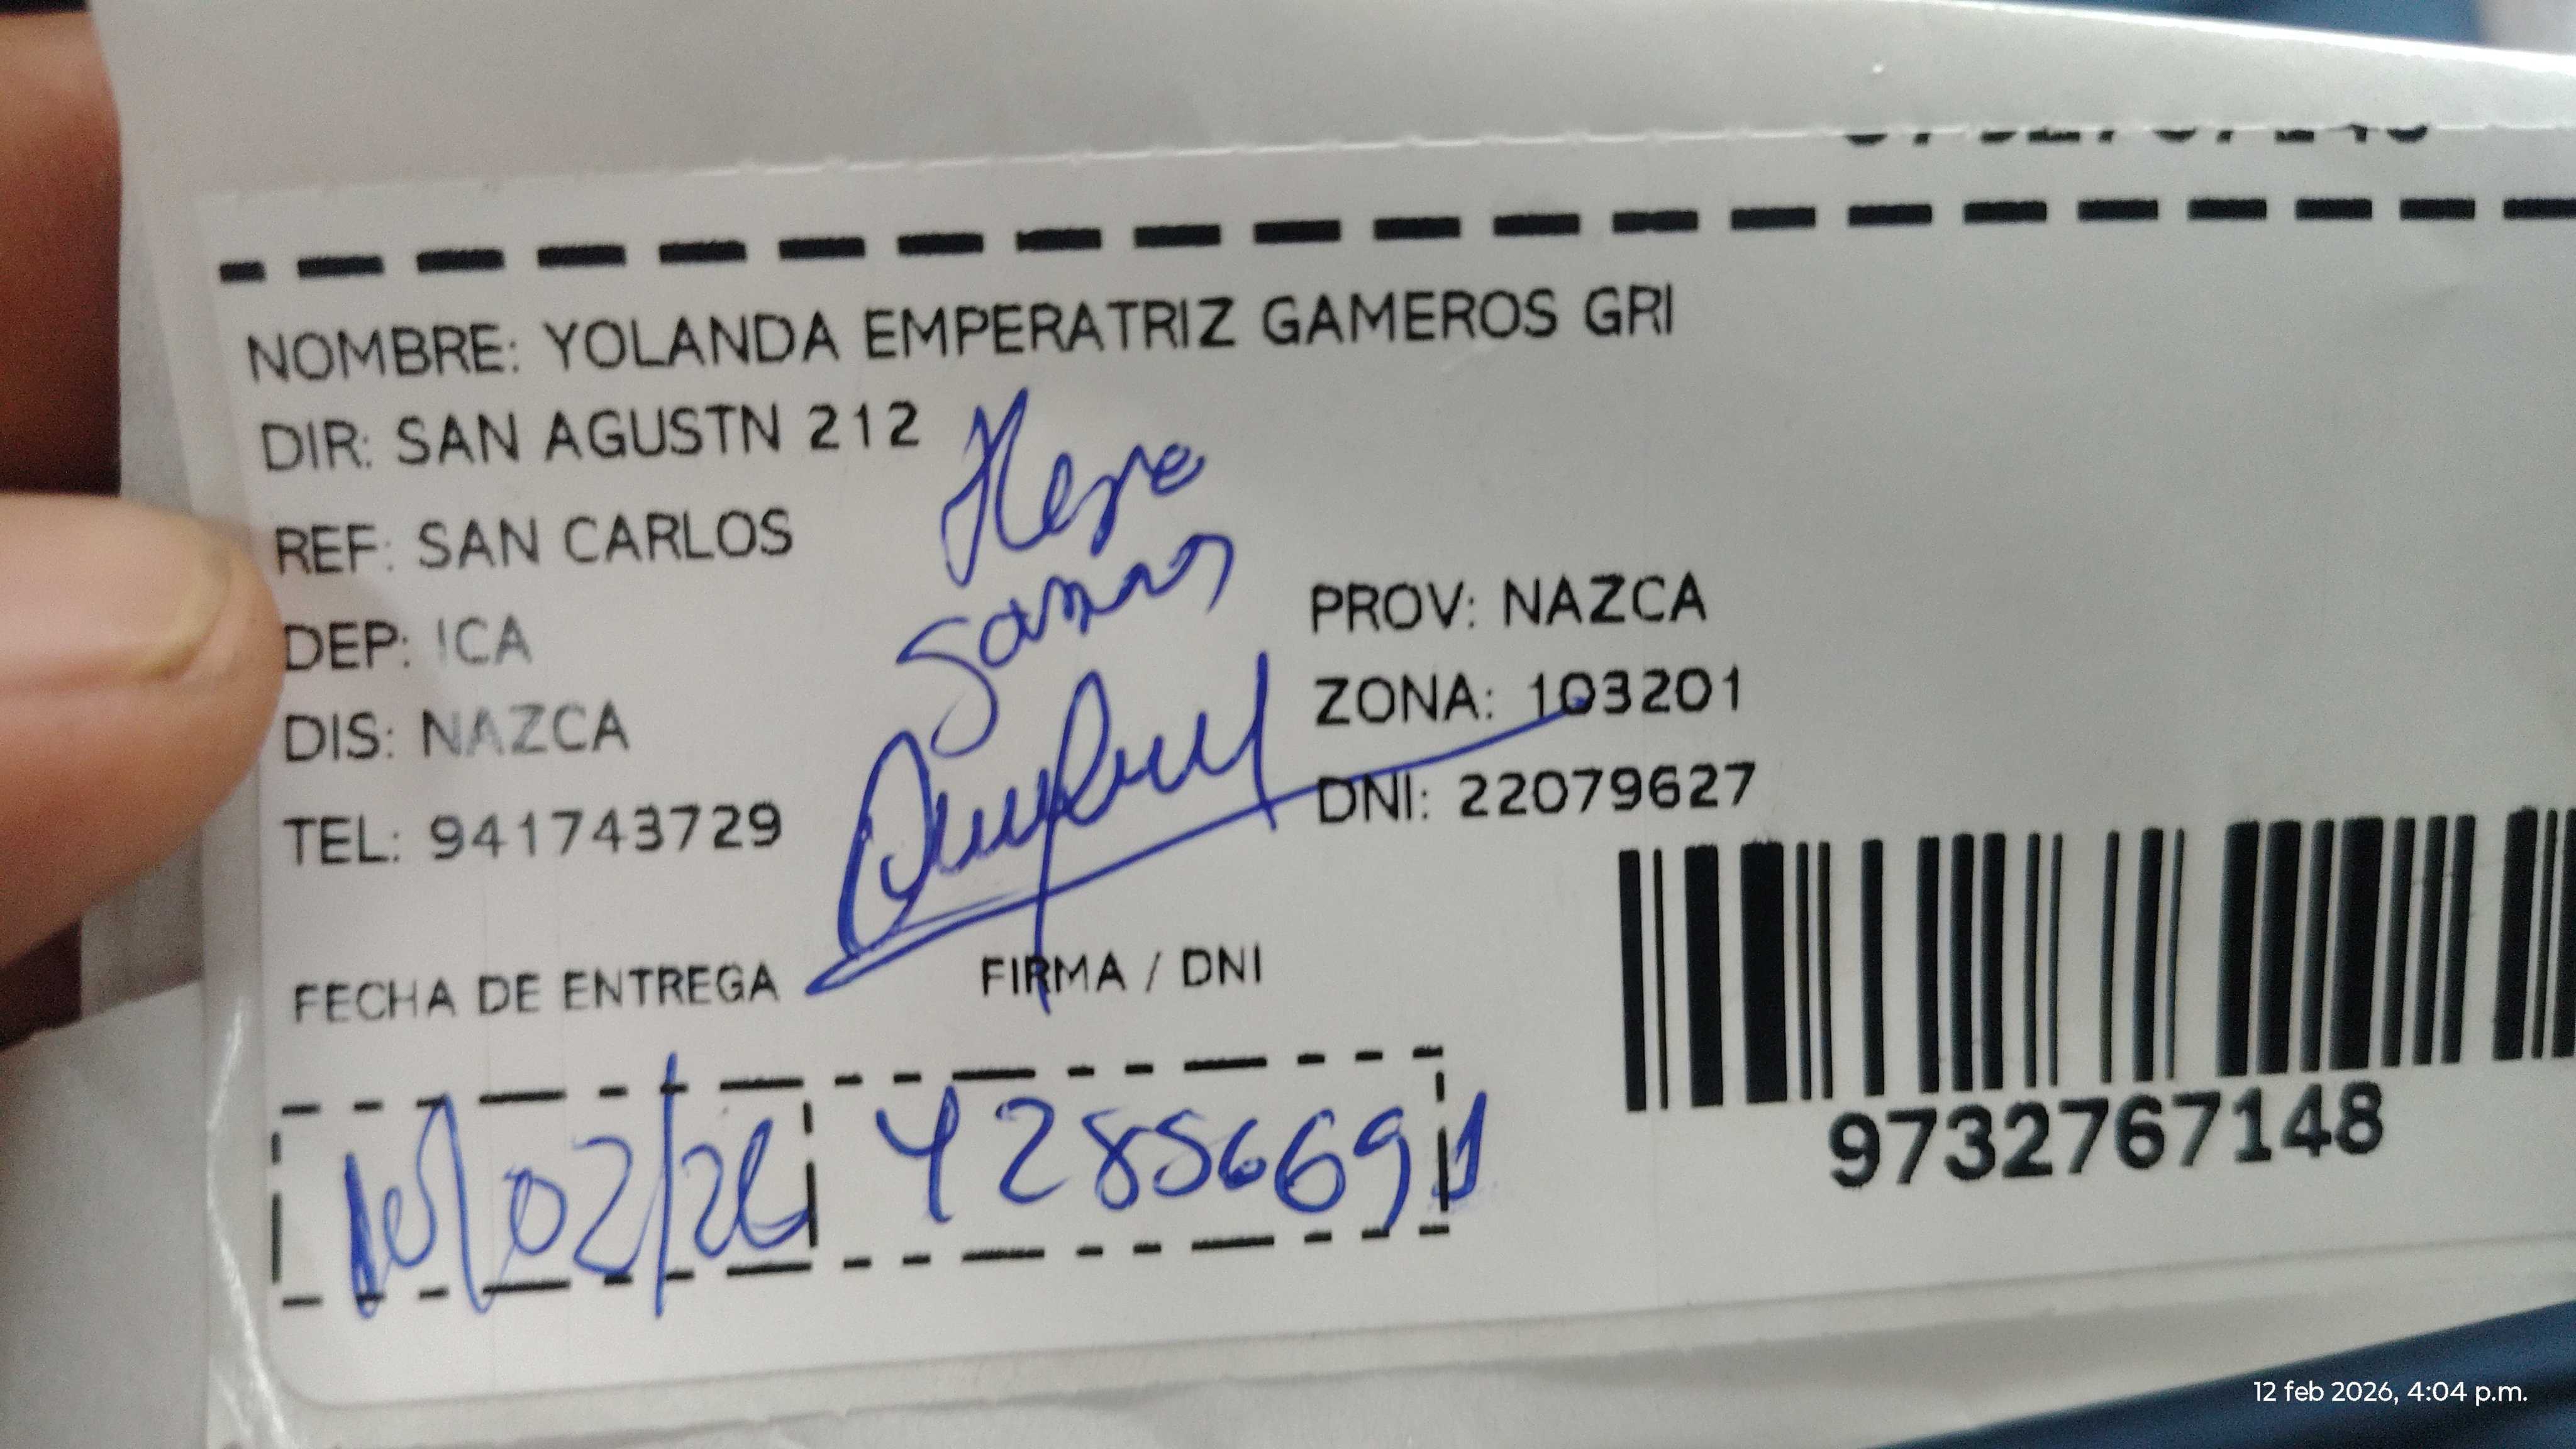 NOMBRE: YOLANDA EMPERATRIZ GAMEROS GRI
DIR: SAN AGUSTN 212
REF: SAN CARLOS
DEP: ICA
PROV: NAZCA
DIS: NAZCA
ZONA: 103201
TEL: 941743729
DNI: 22079627
FECHA DE ENTREGA
FIRMA / DNI
/02/26
42856691
9732767148
12 feb 2026, 4:04 p.m.